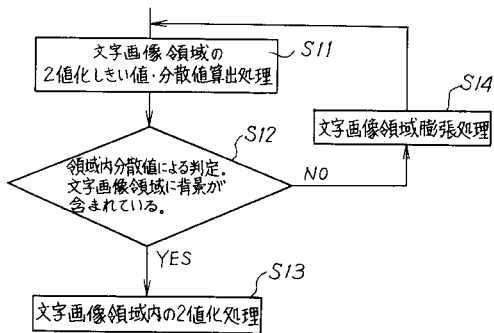 文字画像領域の
2値化しきい値・分散値算出処理
S11
S14
文字画像領域膨張処理
S12
領域内分散値による判定.
文字画像領域に背景が
含まれている。
NO
YES
S13
文字画像領域内の2値化処理